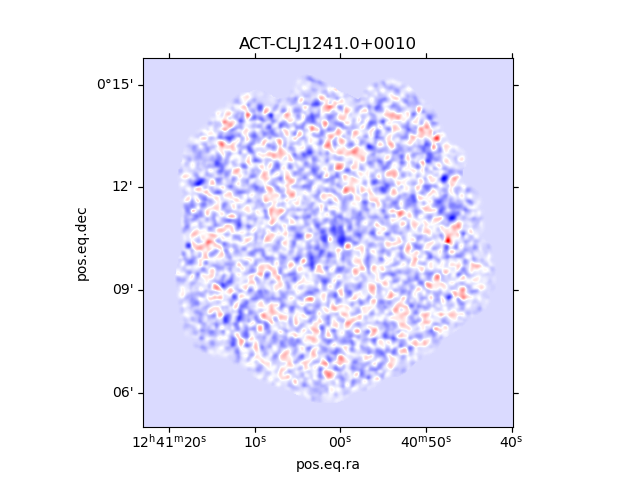 ACT-CLJ1241.0+0010
0°15'
12'
09'
06'
pos.eq.dec
12ʰ41ᵐ20ˢ 10ˢ 00ˢ 40ᵐ50ˢ 40ˢ
pos.eq.ra